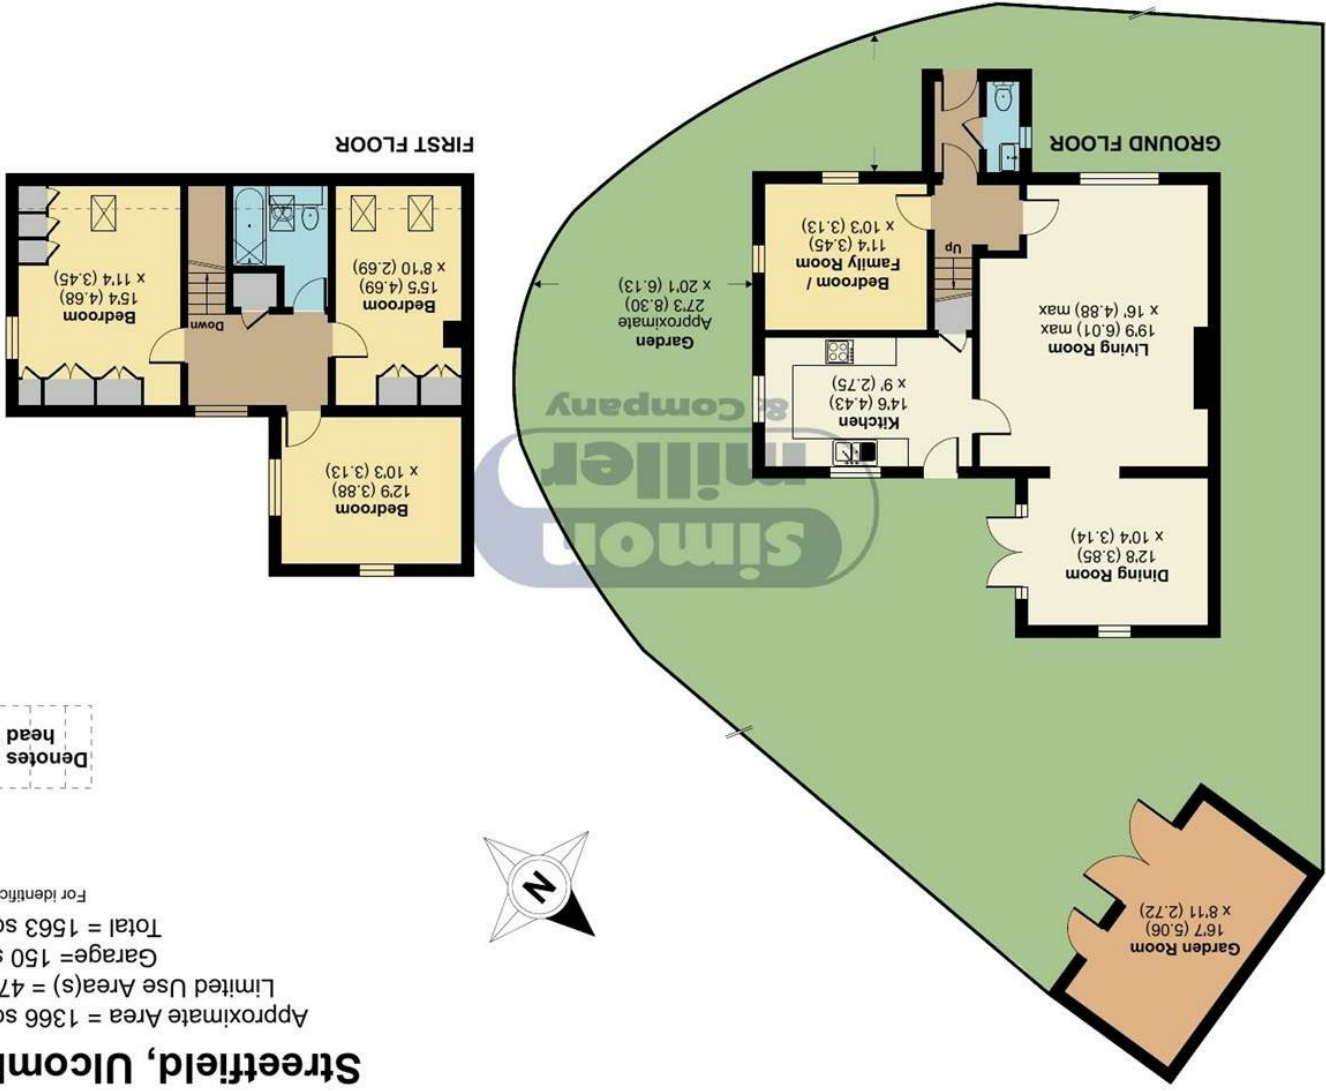 Streetfield, Ulcom
Approximate Area = 1366 sq
Limited Use Area(s) = 47
Garage= 150 s
Total = 1563 sq
For identific
Denotes
head
N
Garden Room
16'7 (5.06)
x 8'11 (2.72)
Dining Room
12'8 (3.85)
x 10'4 (3.14)
Living Room
19'9 (6.01) max
x 16' (4.88) max
Kitchen
14'6 (4.43)
x 9' (2.75)
Bedroom /
Family Room
11'4 (3.45)
x 10'3 (3.13)
Up
Garden
Approximate
27'3 (8.30)
x 20'1 (6.13)
GROUND FLOOR
Bedroom
12'9 (3.88)
x 10'3 (3.13)
Bedroom
15'5 (4.69)
x 8'10 (2.69)
Down
Bedroom
15'4 (4.68)
x 11'4 (3.45)
FIRST FLOOR
simon
miller
& Company